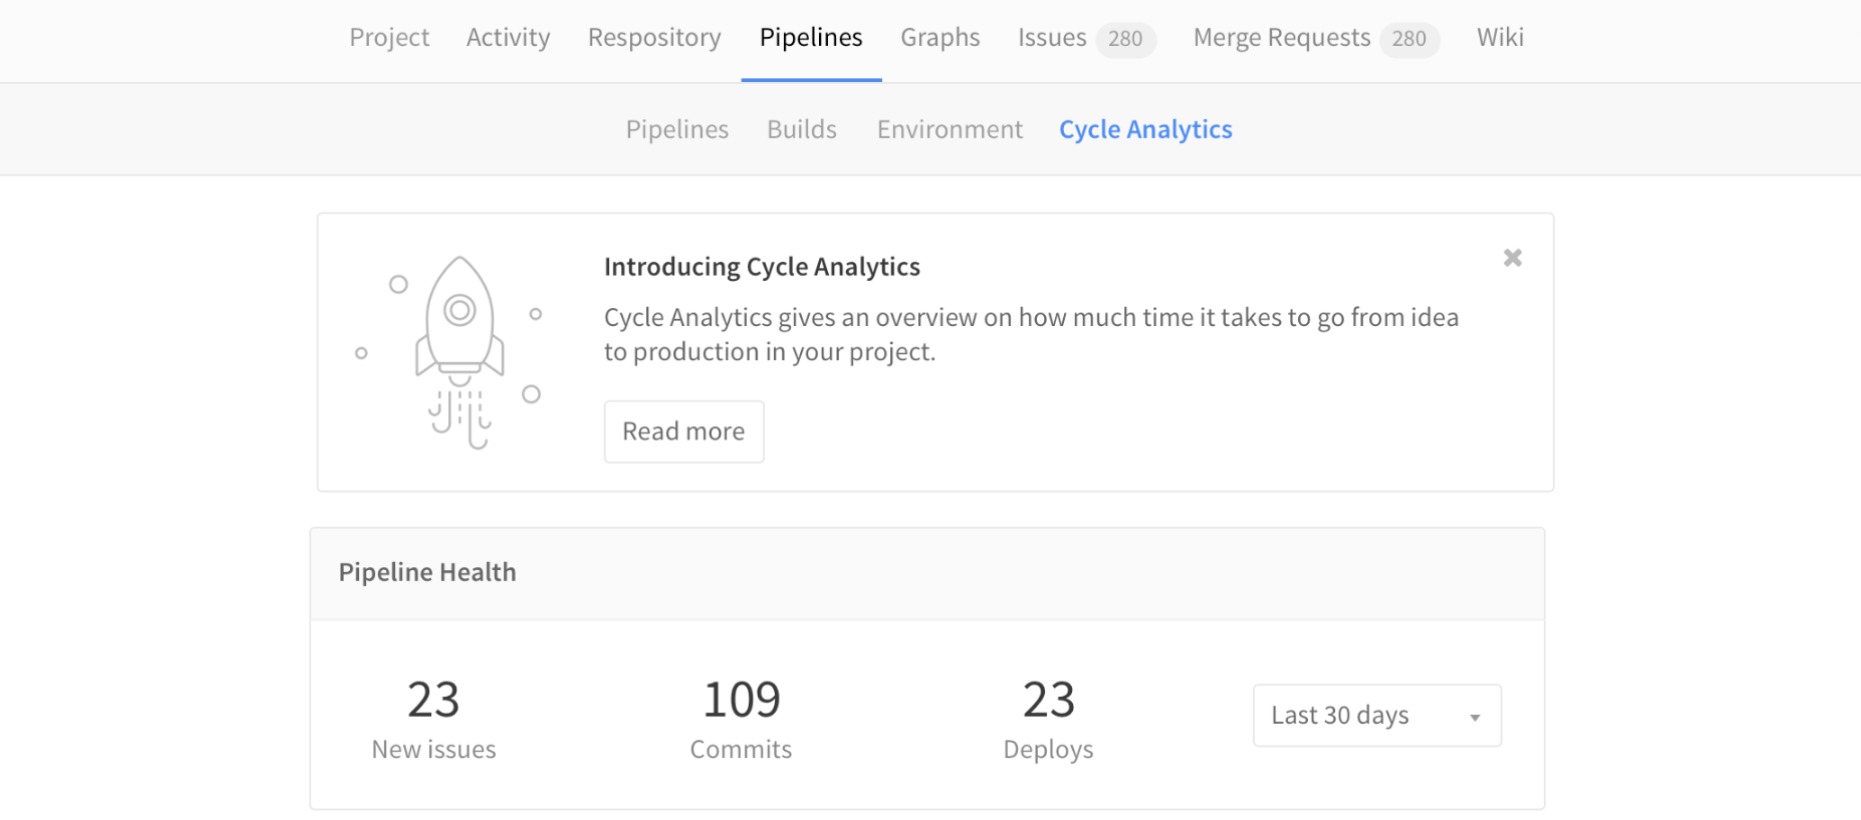 Project Activity Respository Pipelines Graphs Issues 280 Merge Requests 280 Wiki
Pipelines Builds Environment Cycle Analytics
Introducing Cycle Analytics
Cycle Analytics gives an overview on how much time it takes to go from idea
to production in your project.
Read more
Pipeline Health
23 109 23
Last 30 days
New issues Commits Deploys